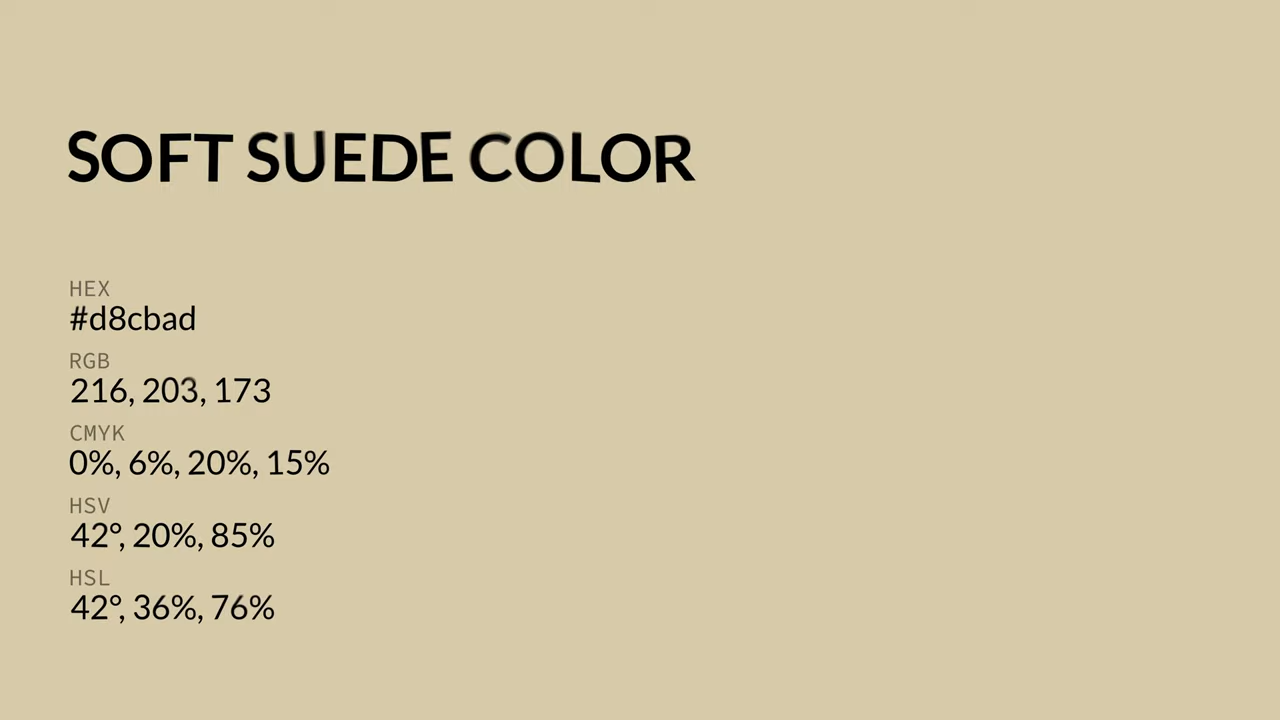 SOFT SUEDE COLOR
HEX
#d8cbad
RGB
216, 203, 173
CMYK
0%, 6%, 20%, 15%
HSV
42°, 20%, 85%
HSL
42°, 36%, 76%